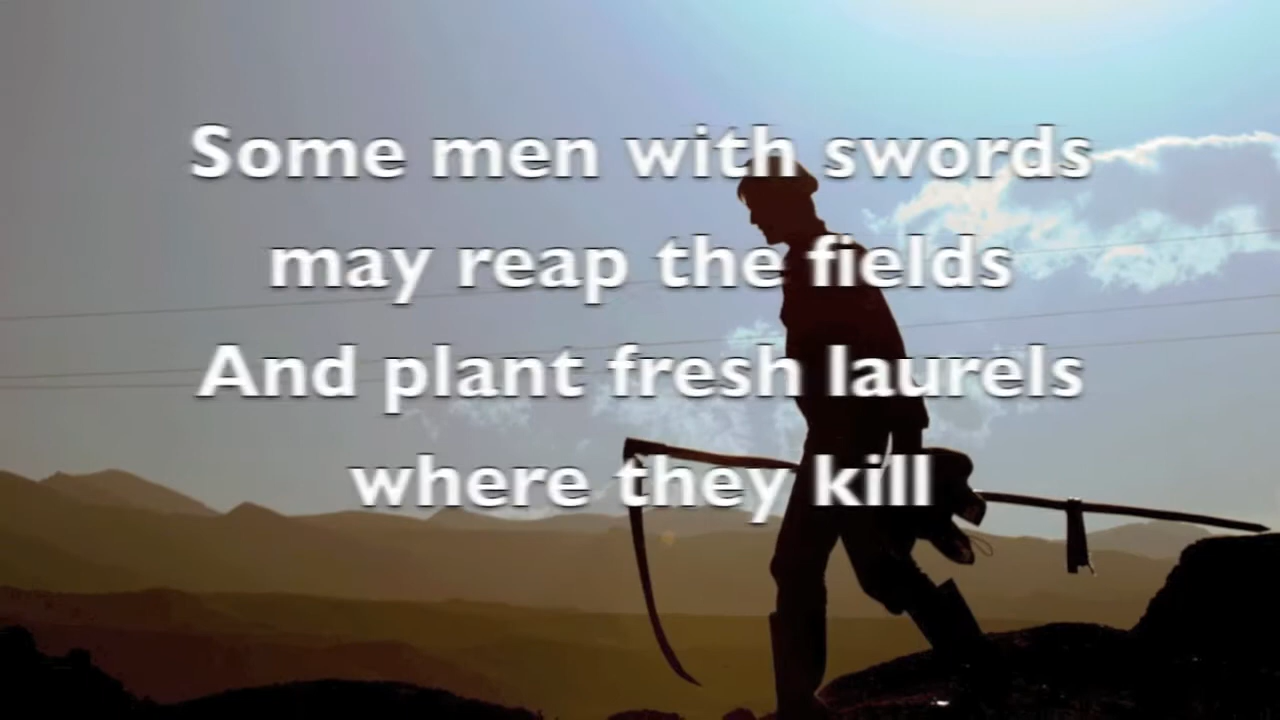 Some men with swords
may reap the fields
And plant fresh laurels
where they kill